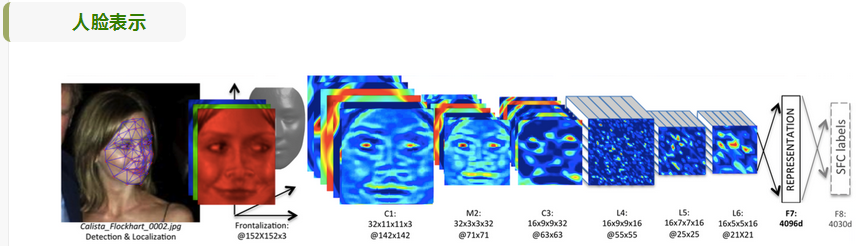 人脸表示
Calista_Flockhart_0002.jpg
Detection & Localization
Frontalization:
@152X152x3
C1:
32x11x11x3
@142x142
M2:
32x3x3x32
@71x71
C3:
16x9x9x32
@63x63
L4:
16x9x9x16
@55x55
L5:
16x7x7x16
@25x25
L6:
16x5x5x16
@21X21
REPRESENTATION
F7:
4096d
SFC labels
F8:
4030d